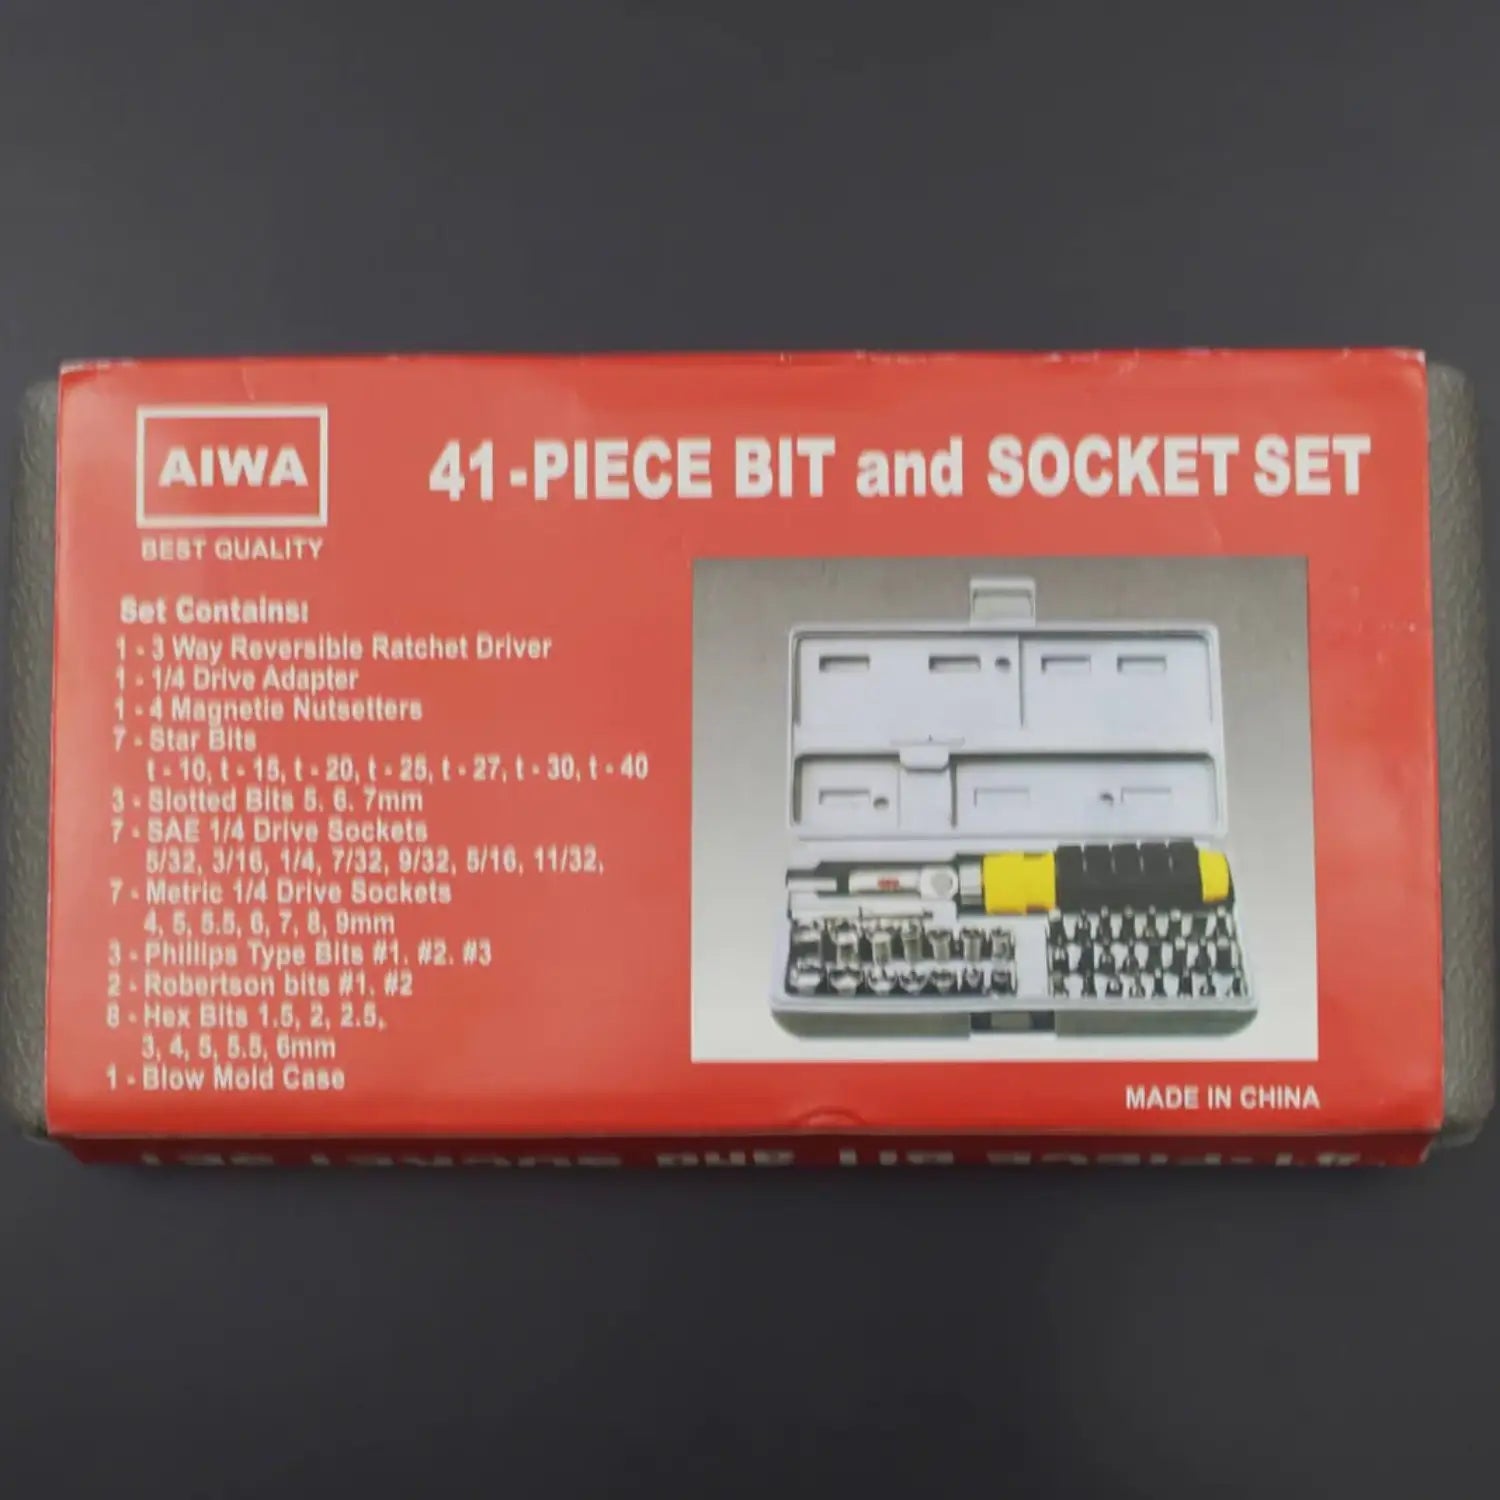 AIWA
BEST QUALITY
41-PIECE BIT and SOCKET SET
Set Contains:
1 - 3 Way Reversible Ratchet Driver
1 - 1/4 Drive Adapter
1 - 4 Magnetic Nutsetters
7 - Star Bits
t - 10, t - 15, t - 20, t - 25, t - 27, t - 30, t - 40
3 - Slotted Bits 5. 6. 7mm
7 - SAE 1/4 Drive Sockets
5/32, 3/16, 1/4, 7/32, 9/32, 5/16, 11/32,
7 - Metric 1/4 Drive Sockets
4, 5, 5.5, 6, 7, 8, 9mm
3 - Phillips Type Bits #1. #2. #3
2 - Robertson bits #1. #2
8 - Hex Bits 1.5, 2, 2.5,
3, 4, 5, 5.5, 6mm
1 - Blow Mold Case
MADE IN CHINA